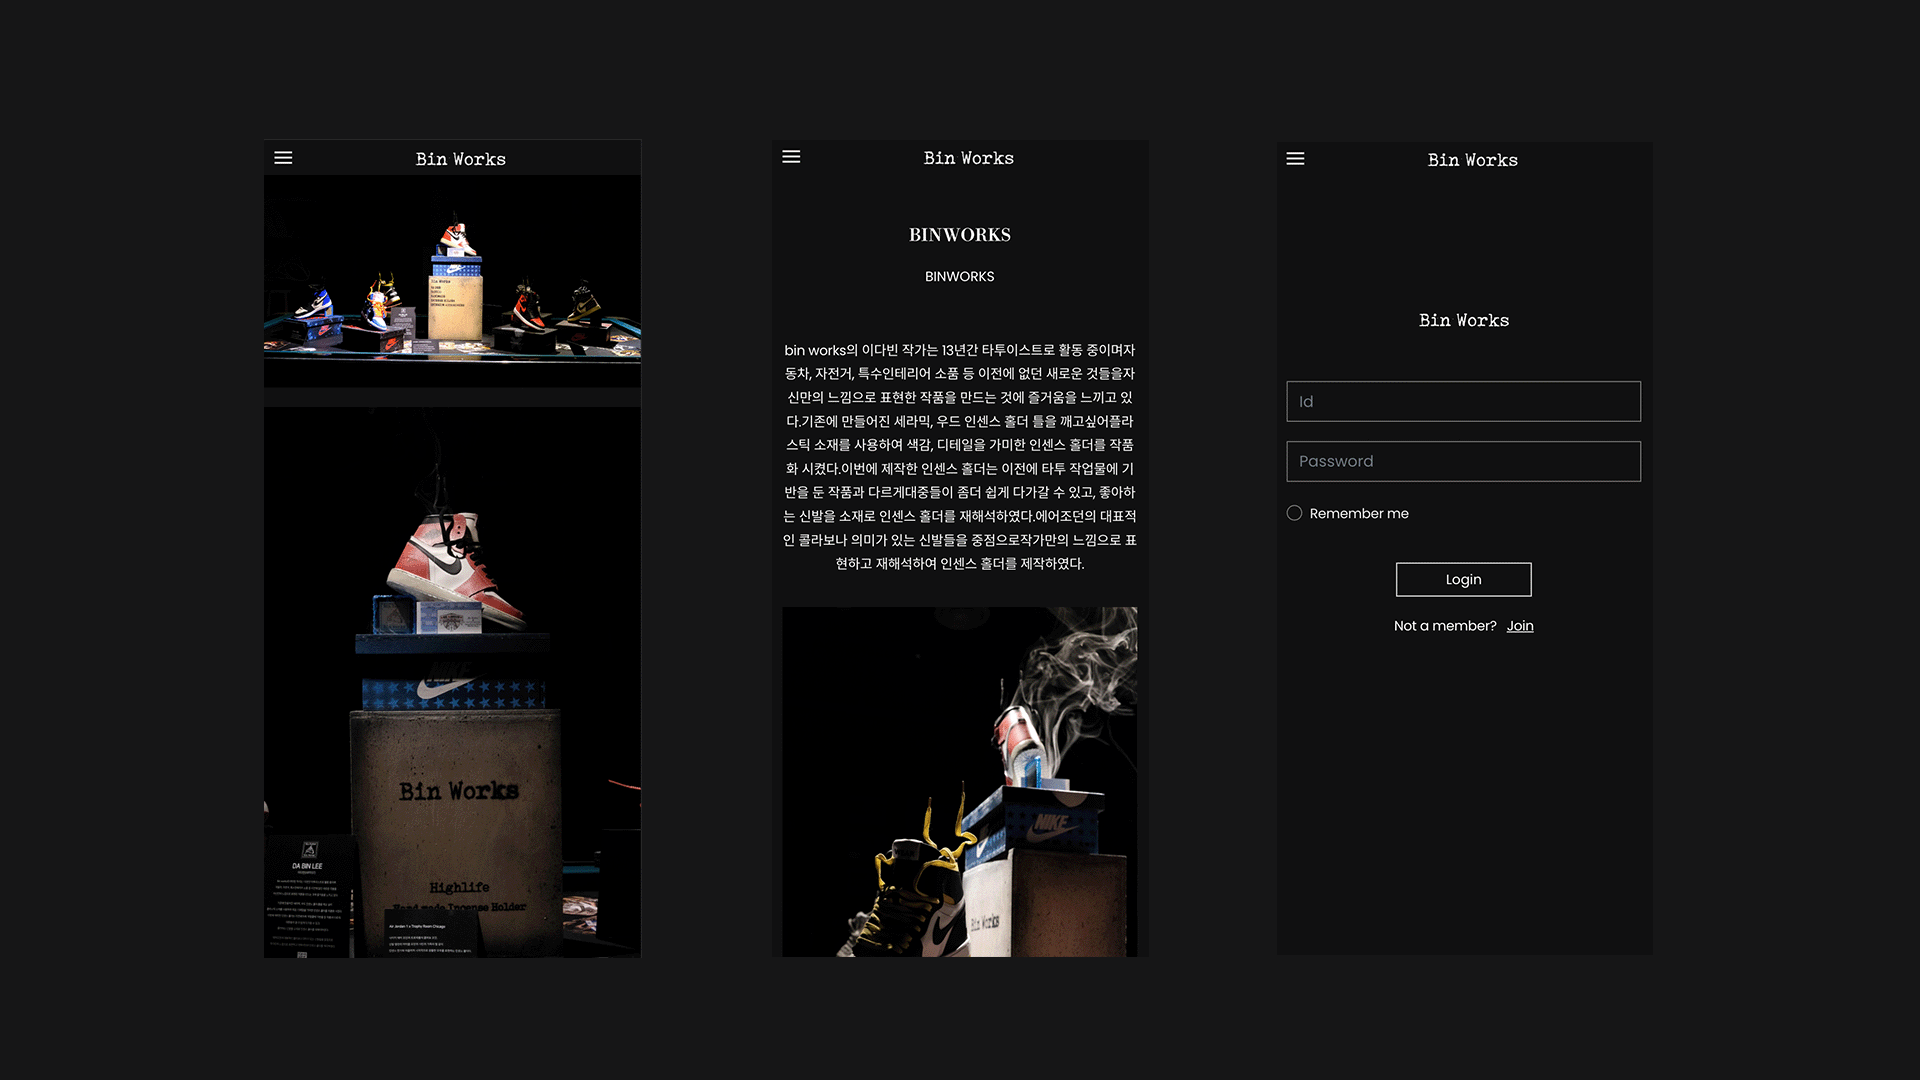 Bin Works
Bin Works
NIKE
Bin Works
DA BIN LEE
Highlife
Hand made Incense Holder
Air Jordan 1 x Trophy Room Chicago
Bin Works
BINWORKS
BINWORKS
bin works의 이다빈 작가는 13년간 타투이스트로 활동 중이며자
동차, 자전거, 특수인테리어 소품 등 이전에 없던 새로운 것들을자
신만의 느낌으로 표현한 작품을 만드는 것에 즐거움을 느끼고 있
다.기존에 만들어진 세라믹, 우드 인센스 홀더 틀을 깨고싶어플라
스틱 소재를 사용하여 색감, 디테일을 가미한 인센스 홀더를 작품
화 시켰다.이번에 제작한 인센스 홀더는 이전에 타투 작업물에 기
반을 둔 작품과 다르게대중들이 좀더 쉽게 다가갈 수 있고, 좋아하
는 신발을 소재로 인센스 홀더를 재해석하였다.에어조던의 대표적
인 콜라보나 의미가 있는 신발들을 중점으로작가만의 느낌으로 표
현하고 재해석하여 인센스 홀더를 제작하였다.
NIKE
Bin Works
Bin Works
Bin Works
Id
Password
Remember me
Login
Not a member? Join